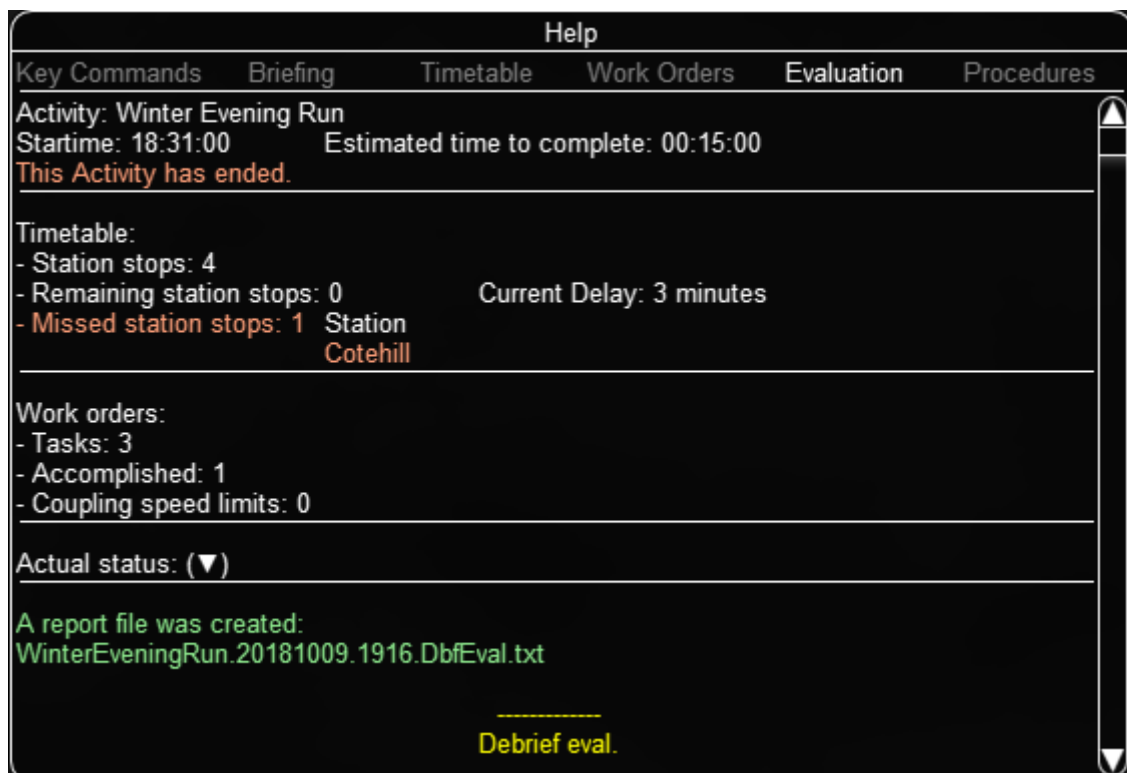 Help
Key Commands Briefing Timetable Work Orders Evaluation Procedures
Activity: Winter Evening Run
Startime: 18:31:00 Estimated time to complete: 00:15:00
This Activity has ended.
Timetable:
- Station stops: 4
- Remaining station stops: 0 Current Delay: 3 minutes
- Missed station stops: 1 Station
Cotehill
Work orders:
- Tasks: 3
- Accomplished: 1
- Coupling speed limits: 0
Actual status: (▼)
A report file was created:
WinterEveningRun.20181009.1916.DbfEval.txt
-------------
Debrief eval.